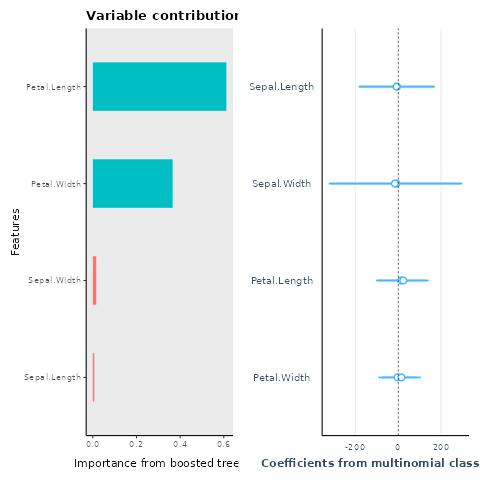 Variable contribution
Features
Petal.Length
Petal.Width
Sepal.Width
Sepal.Length
0.0 0.2 0.4 0.6
Importance from boosted tree
Sepal.Length
Sepal.Width
Petal.Length
Petal.Width
-200 0 200
Coefficients from multinomial class